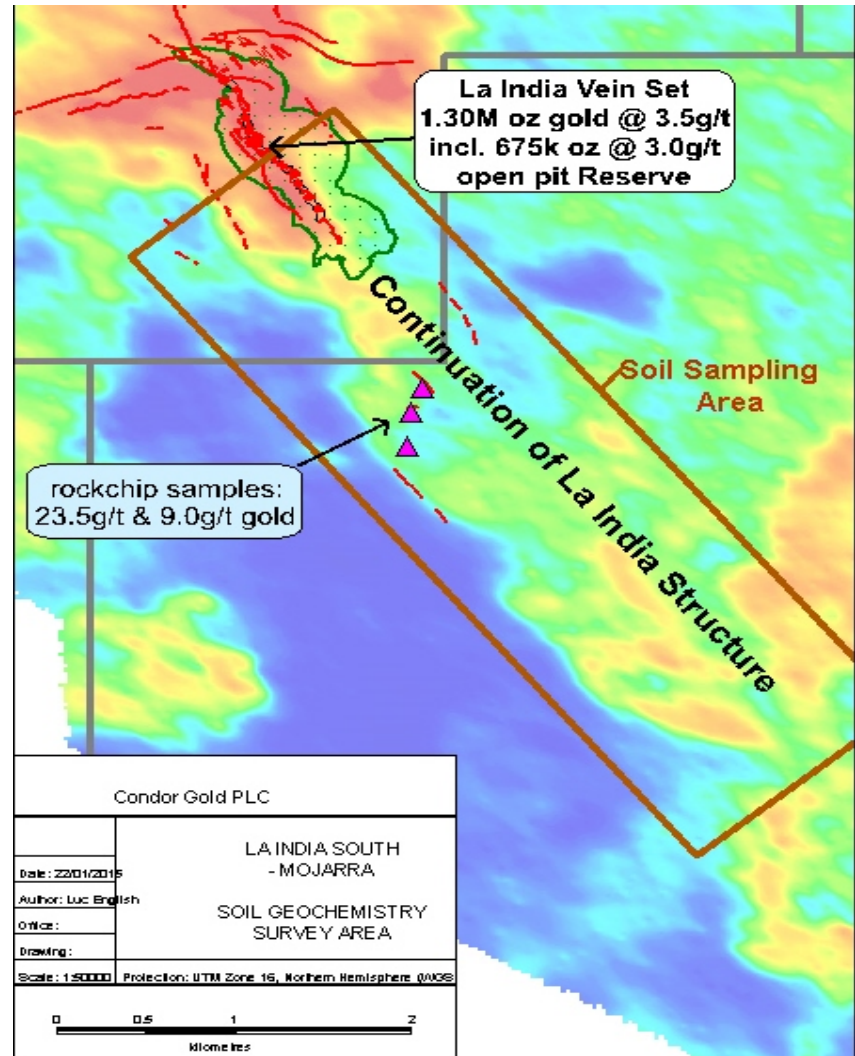 La India Vein Set
1.30M oz gold @ 3.5g/t
incl. 675k oz @ 3.0g/t
open pit Reserve
Continuation of La India Structure
Soil Sampling
Area
rockchip samples:
23.5g/t & 9.0g/t gold
Condor Gold PLC
LA INDIA SOUTH
- MOJARRA
SOIL GEOCHEMISTRY
SURVEY AREA
Date: 22/01/2015
Author: Luc English
Office:
Drawing:
Scale: 1:50000
Projection: UTM Zone 16, Northern Hemisphere (WGS
0 0.5 1 2
kilometres